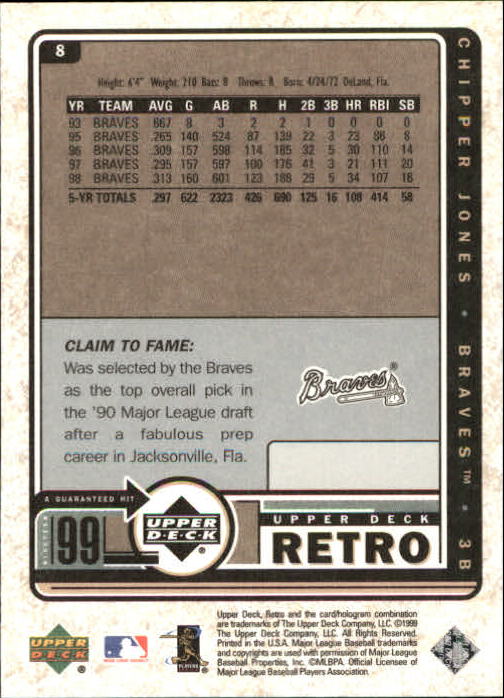 8
Height: 6'4" Weight: 210 Bats: B Throws: R Born: 4/24/72 DeLand, Fla.
YR TEAM AVG G AB R H 2B 3B HR RBI SB
93 BRAVES .667 8 3 2 2 1 0 0 0 0
95 BRAVES .265 140 524 87 139 22 3 23 86 8
96 BRAVES .309 157 598 114 185 32 5 30 110 14
97 BRAVES .295 157 597 100 176 41 3 21 111 20
98 BRAVES .313 160 601 123 188 29 5 34 107 16
5-YR TOTALS .297 622 2323 426 690 125 16 108 414 58
CHIPPER JONES • BRAVES™ • 3B
CLAIM TO FAME:
Was selected by the Braves
as the top overall pick in
the '90 Major League draft
after a fabulous prep
career in Jacksonville, Fla.
Braves®
A GUARANTEED HIT
NINETEEN
99
UPPER
D·E·C·K
®
UPPER DECK
RETRO
Upper Deck, Retro and the card/hologram combination
are trademarks of The Upper Deck Company, LLC. ©1999
The Upper Deck Company, LLC. All Rights Reserved.
Printed in the U.S.A. Major League Baseball trademarks
and copyrights are used with permission of Major League
Baseball Properties, Inc. ©MLBPA. Official Licensee of
Major League Baseball Players Association.
UPPER
DECK
PLAYERS